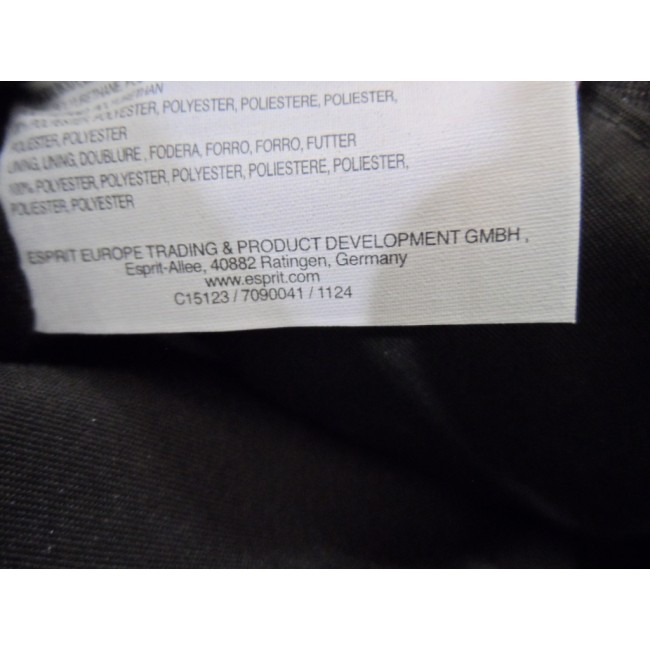 POLYESTER, POLYESTER, POLIESTERE, POLIESTER,
POLIESTER, POLYESTER
LINING, LINING, DOUBLURE , FODERA, FORRO, FORRO, FUTTER
100% POLYESTER, POLYESTER, POLYESTER, POLIESTERE, POLIESTER,
POLIESTER, POLYESTER
ESPRIT EUROPE TRADING & PRODUCT DEVELOPMENT GMBH ,
Esprit-Allee, 40882 Ratingen, Germany
www.esprit.com
C15123 / 7090041 / 1124